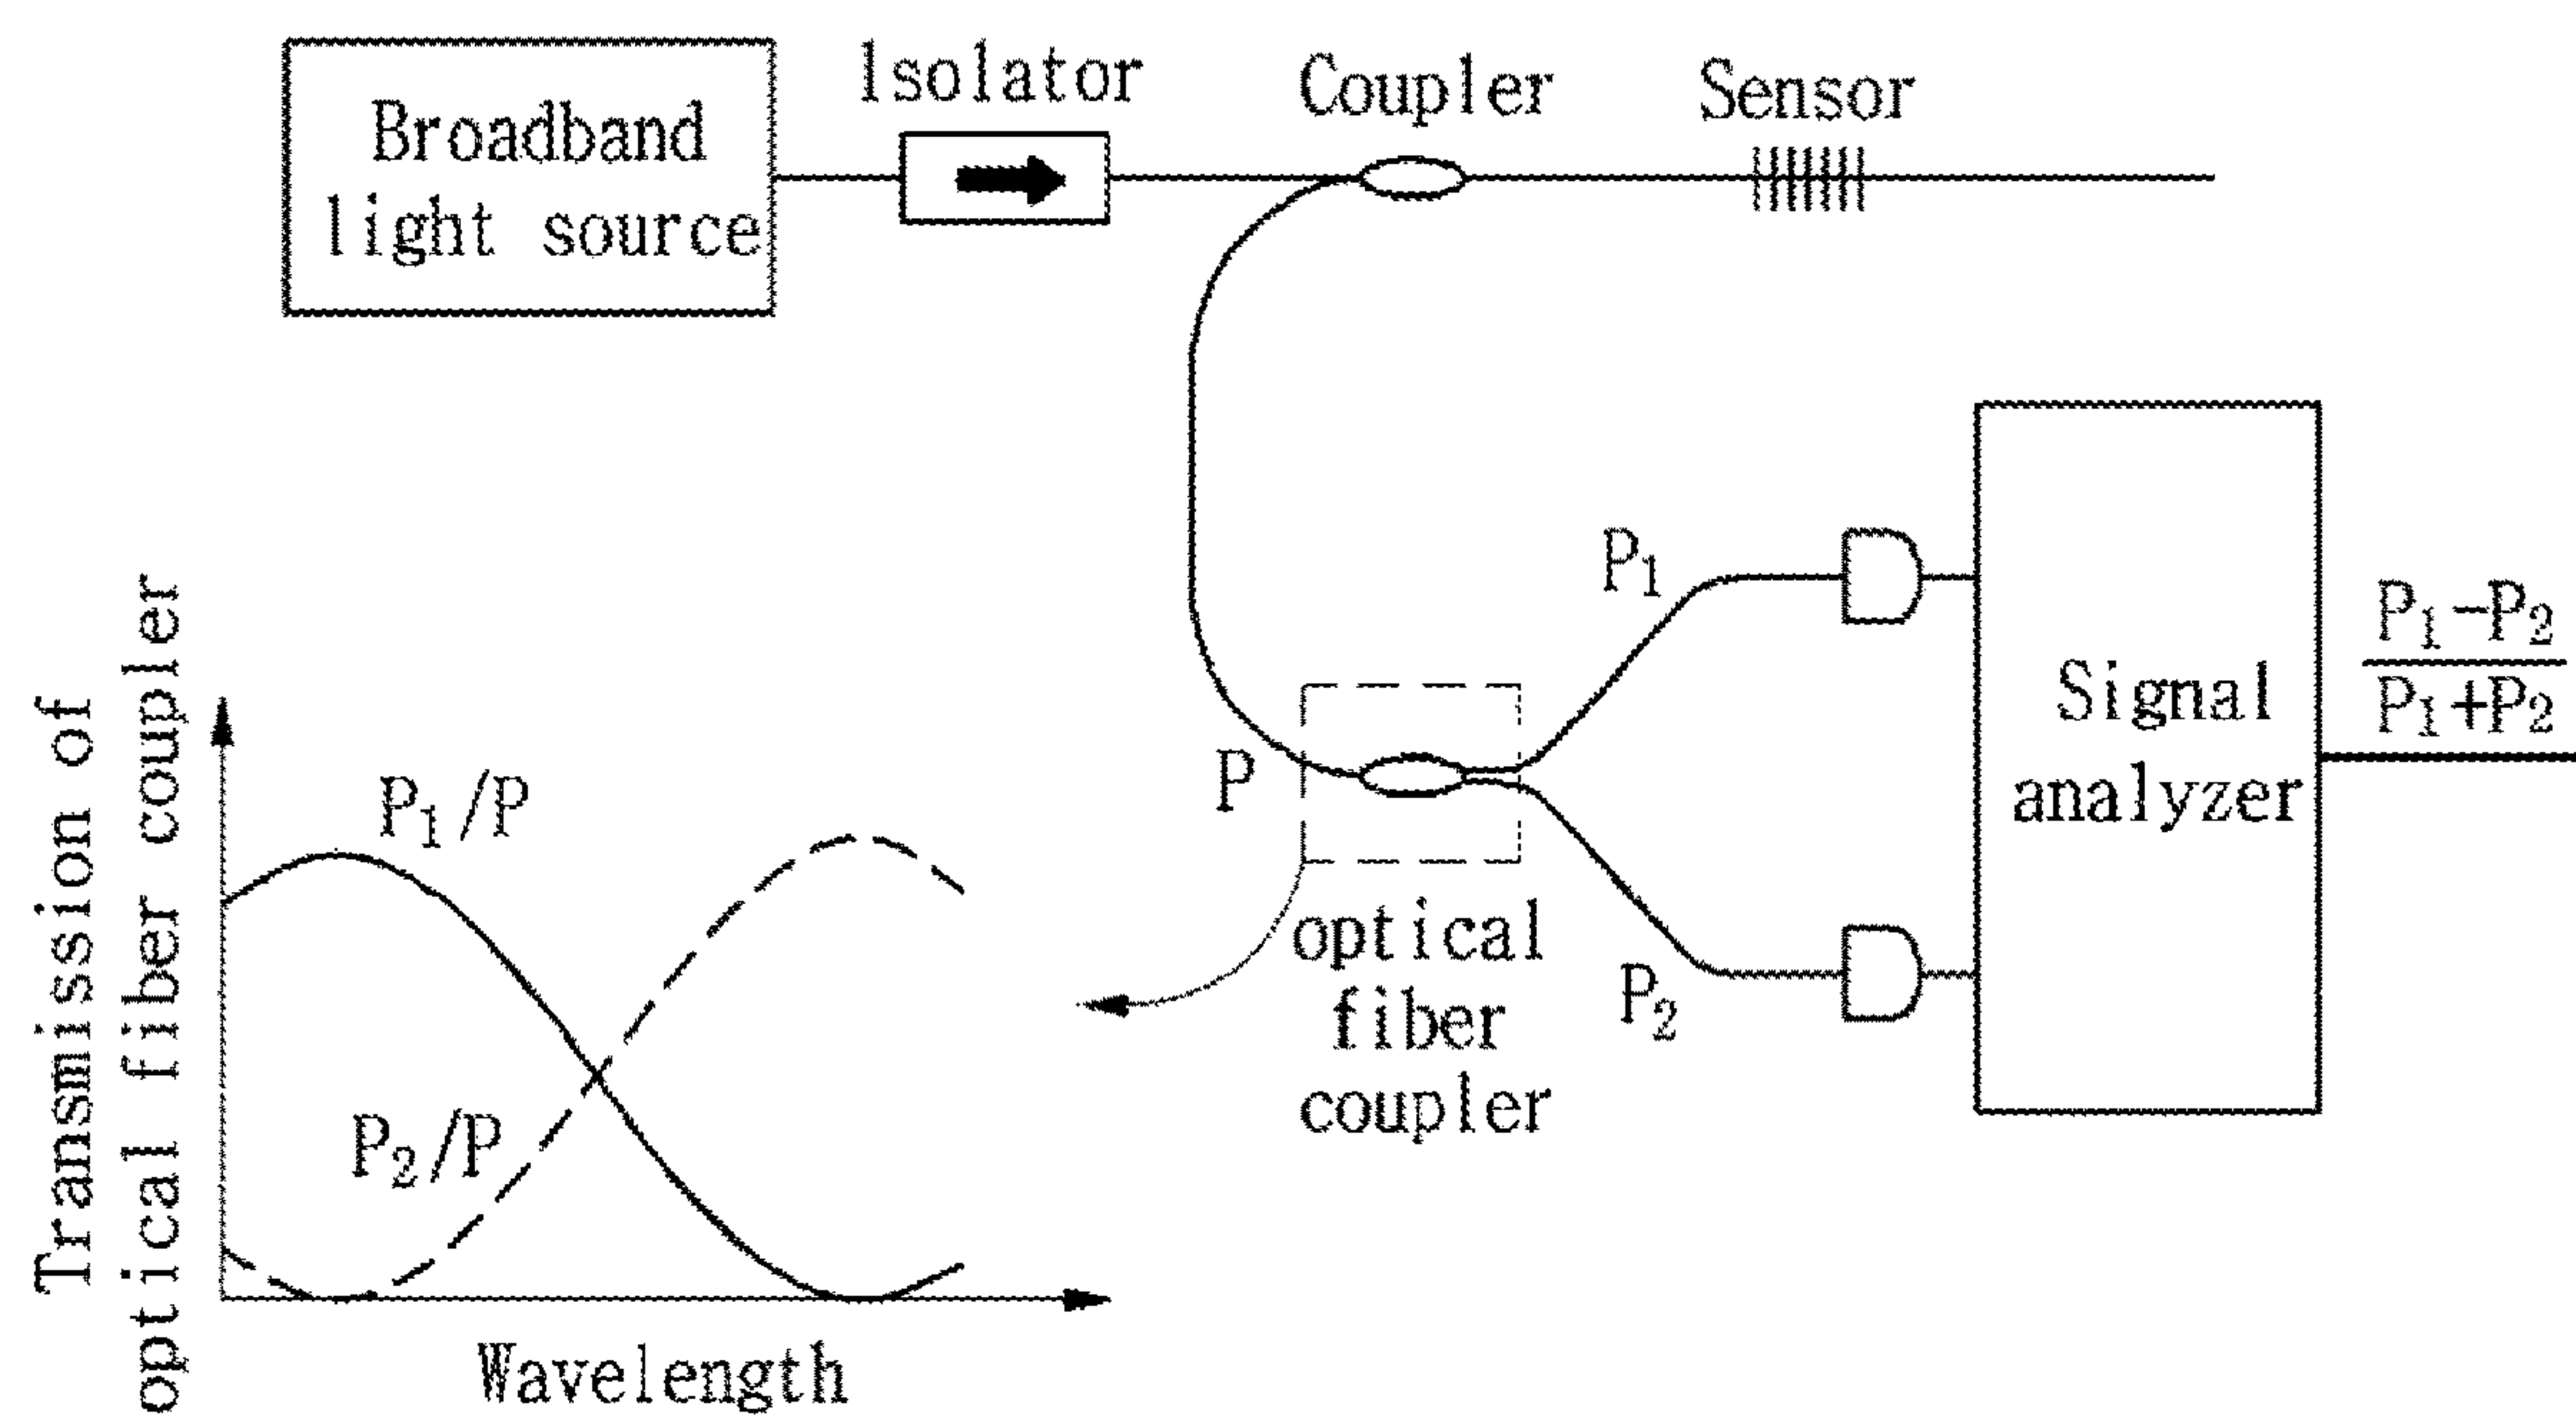 Broadband
light source
Isolator
Coupler
Sensor
P₁
P₂
P
optical
fiber
coupler
Signal
analyzer
P₁−P₂
P₁+P₂
Transmission of
optical fiber coupler
P₁/P
P₂/P
Wavelength